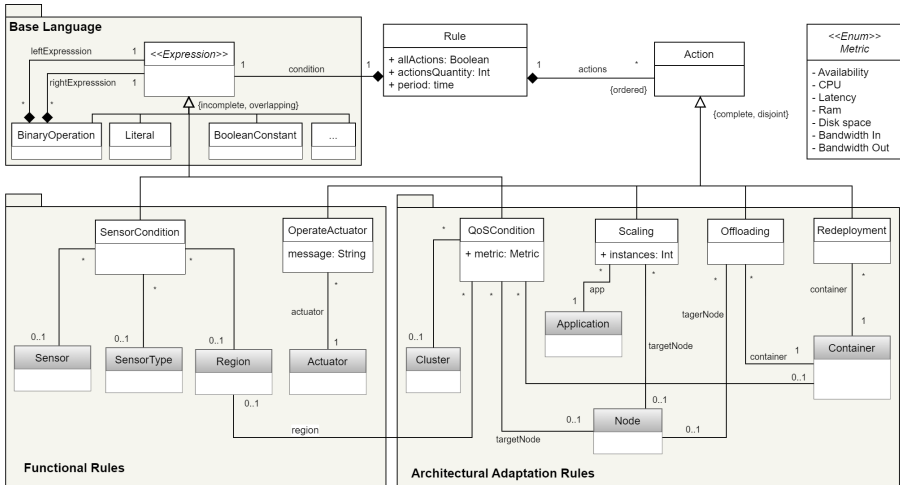 Base Language
leftExpresssion
1
rightExpresssion
1
*
*
<<Expression>>
1
condition
1
{incomplete, overlapping}
BinaryOperation
Literal
BooleanConstant
...
Rule
+ allActions: Boolean
+ actionsQuantity: Int
+ period: time
1
actions
*
{ordered}
Action
{complete, disjoint}
<<Enum>>
Metric
- Availability
- CPU
- Latency
- Ram
- Disk space
- Bandwidth In
- Bandwidth Out
SensorCondition
*
*
*
0..1
0..1
0..1
Sensor
SensorType
Region
0..1
region
OperateActuator
message: String
*
actuator
1
Actuator
Functional Rules
QoSCondition
+ metric: Metric
*
*
*
*
0..1
Cluster
Scaling
+ instances: Int
*
app
1
Application
*
targetNode
0..1
Offloading
*
tagerNode
0..1
*
container
1
Redeployment
*
container
1
Container
0..1
0..1
targetNode
Node
Architectural Adaptation Rules